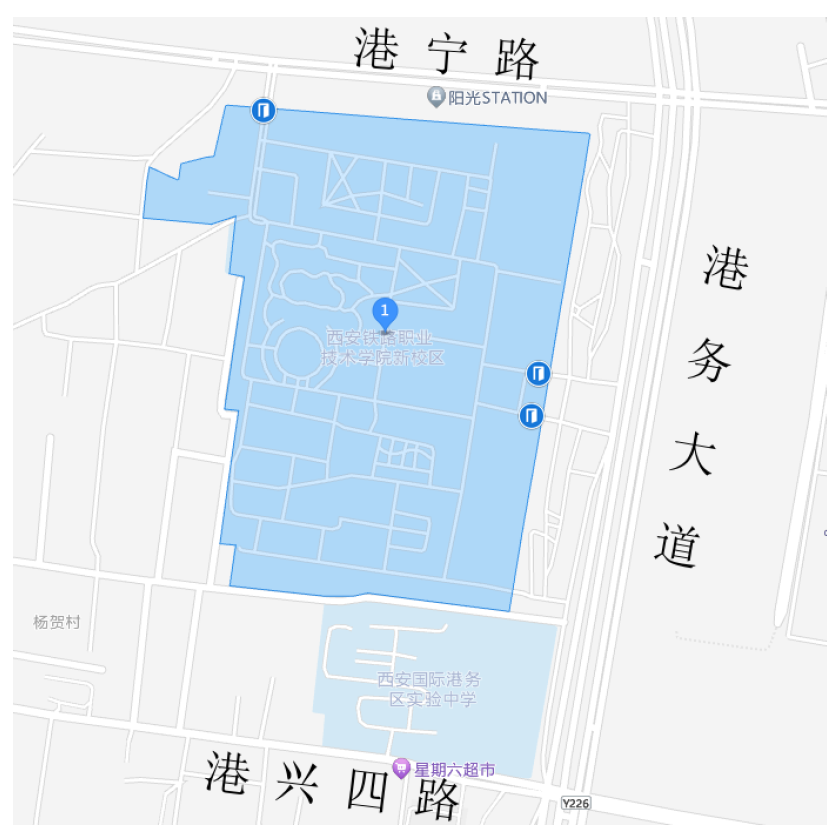 港宁路
阳光STATION
港务大道
1
西安铁路职业
技术学院新校区
杨贺村
西安国际港务
区实验中学
星期六超市
港兴四路
Y226